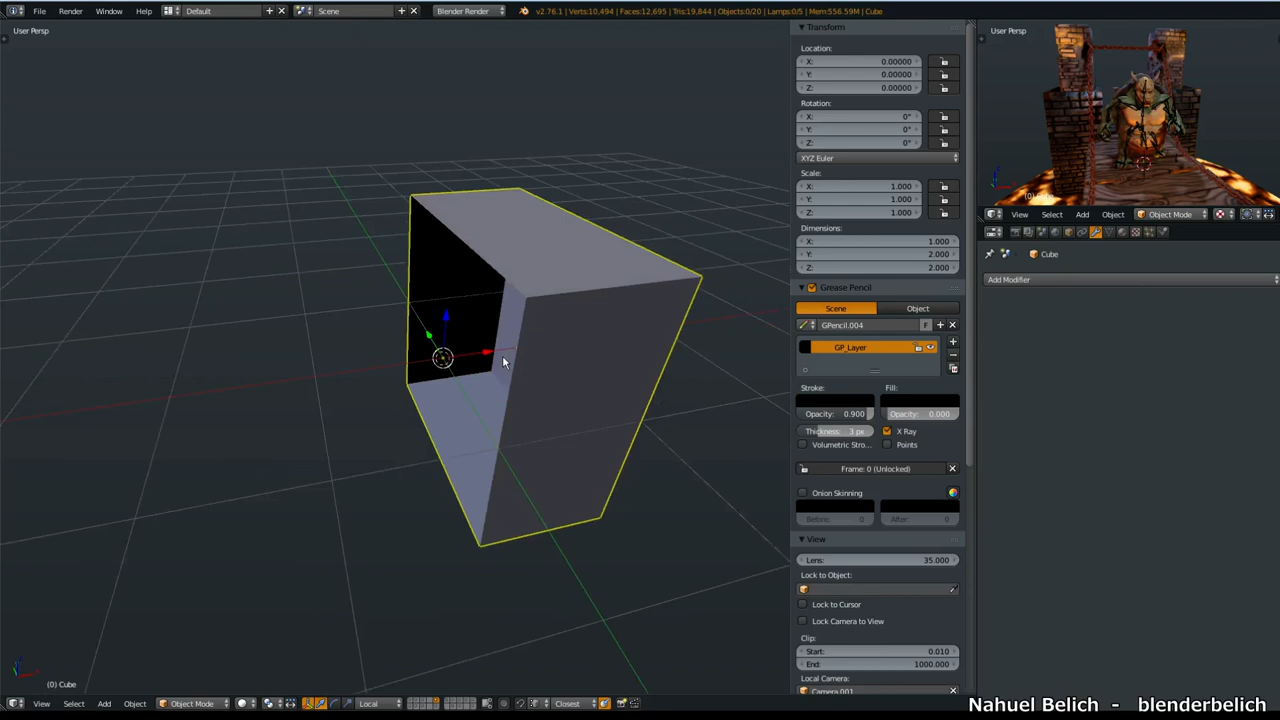 File Render Window Help Default Scene Blender Render v2.76.1 | Verts:10,494 | Faces:12,695 | Tris:19,844 | Objects:0/20 | Lamps:0/5 | Mem:556.59M | Cube
User Persp
Transform
Location:
X: 0.00000
Y: 0.00000
Z: 0.00000
Rotation:
X: 0°
Y: 0°
Z: 0°
XYZ Euler
Scale:
X: 1.000
Y: 1.000
Z: 1.000
Dimensions:
X: 1.000
Y: 2.000
Z: 2.000
Grease Pencil
Scene Object
GPencil.004 F
GP_Layer
Stroke: Fill:
Opacity: 0.900 Opacity: 0.000
Thickness: 3 px X Ray
Volumetric Stro... Points
Frame: 0 (Unlocked)
Onion Skinning
Before: 0 After: 0
View
Lens: 35.000
Lock to Object:
Lock to Cursor
Lock Camera to View
Clip:
Start: 0.010
End: 1000.000
Local Camera:
Camera.001
User Persp
View Select Add Object Object Mode
Cube
Add Modifier
(0) Cube
View Select Add Object Object Mode Local Closest
Nahuel Belich - blenderbelich